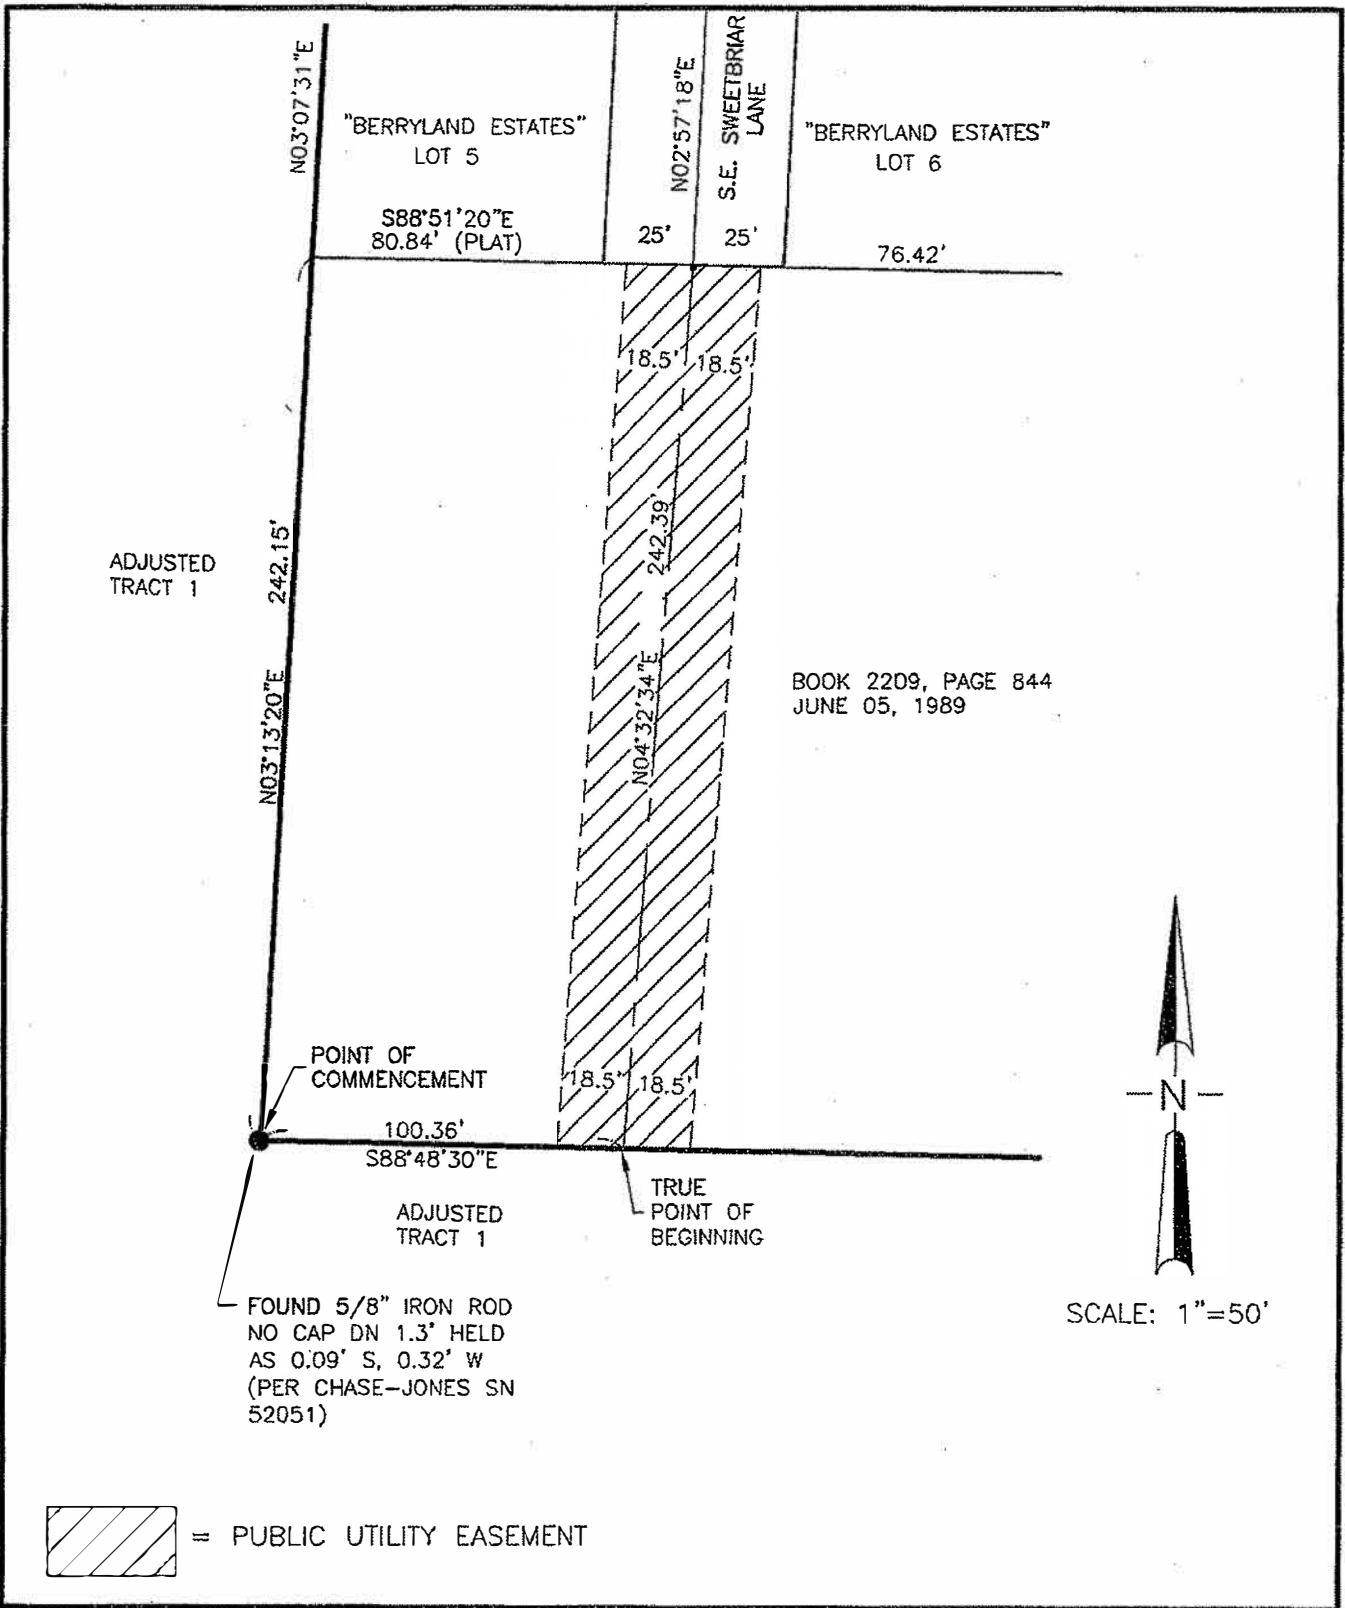 N03°07'31"E
"BERRYLAND ESTATES"
LOT 5
N02°57'18"E
S.E. SWEETBRIAR
LANE
"BERRYLAND ESTATES"
LOT 6
S88°51'20"E
80.84' (PLAT)
25'
25'
76.42'
18.5'
18.5'
242.39'
N04°32'34"E
ADJUSTED
TRACT 1
242.15'
N03°13'20"E
BOOK 2209, PAGE 844
JUNE 05, 1989
POINT OF
COMMENCEMENT
18.5'
18.5'
100.36'
S88°48'30"E
ADJUSTED
TRACT 1
TRUE
POINT OF
BEGINNING
N
SCALE: 1"=50'
FOUND 5/8" IRON ROD
NO CAP DN 1.3' HELD
AS 0.09' S, 0.32' W
(PER CHASE-JONES SN
52051)
= PUBLIC UTILITY EASEMENT